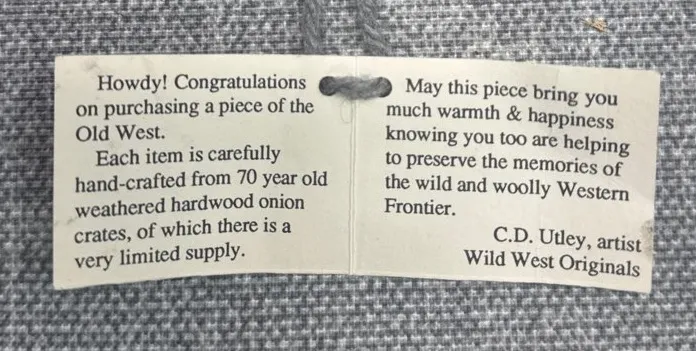 Howdy! Congratulations
on purchasing a piece of the
Old West.
Each item is carefully
hand-crafted from 70 year old
weathered hardwood onion
crates, of which there is a
very limited supply.
May this piece bring you
much warmth & happiness
knowing you too are helping
to preserve the memories of
the wild and woolly Western
Frontier.
C.D. Utley, artist
Wild West Originals